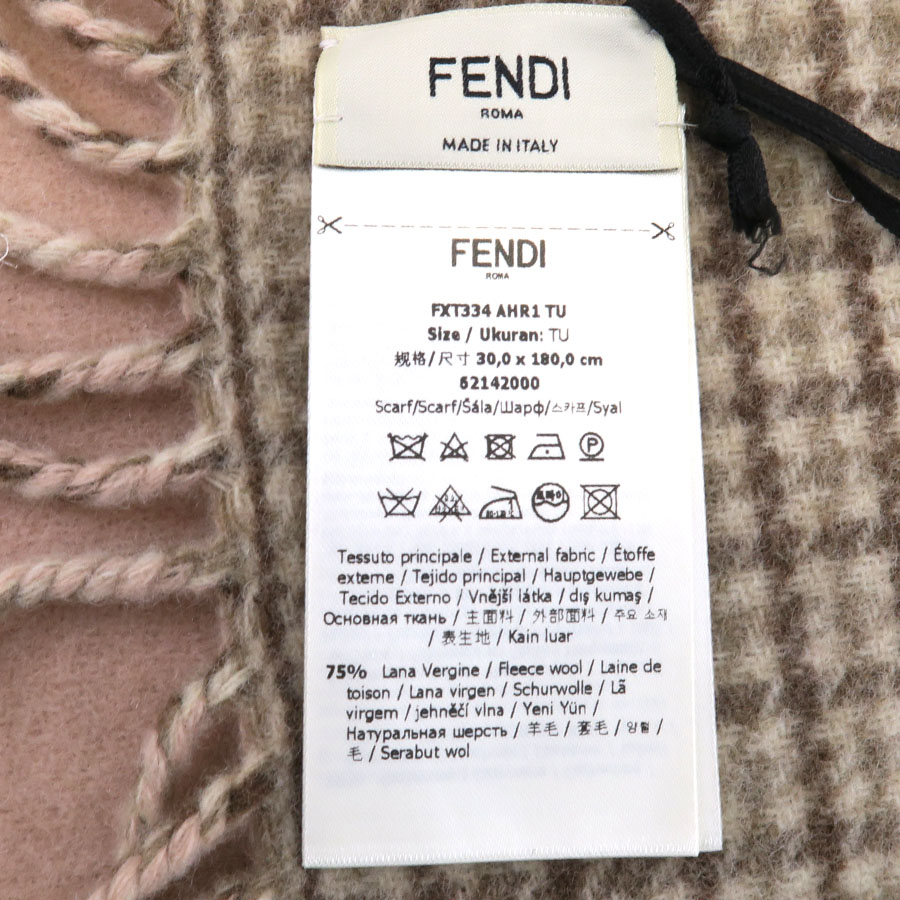 FENDI
ROMA
MADE IN ITALY
FENDI
ROMA
FXT334 AHR1 TU
Size / Ukuran: TU
规格/尺寸 30,0 x 180,0 cm
62142000
Scarf/Scarf/Šála/Шарф/스카프/Syal
P
Tessuto principale / External fabric / Étoffe
externe / Tejido principal / Hauptgewebe /
Tecido Externo / Vnější látka / dış kumaş /
Основная ткань / 主面料 / 外部面料 / 주요 소재
/ 表生地 / Kain luar
75% Lana Vergine / Fleece wool / Laine de
toison / Lana virgen / Schurwolle / Lã
virgem / jehněčí vlna / Yeni Yün /
Натуральная шерсть / 羊毛 / 套毛 / 양털 /
毛 / Serabut wol